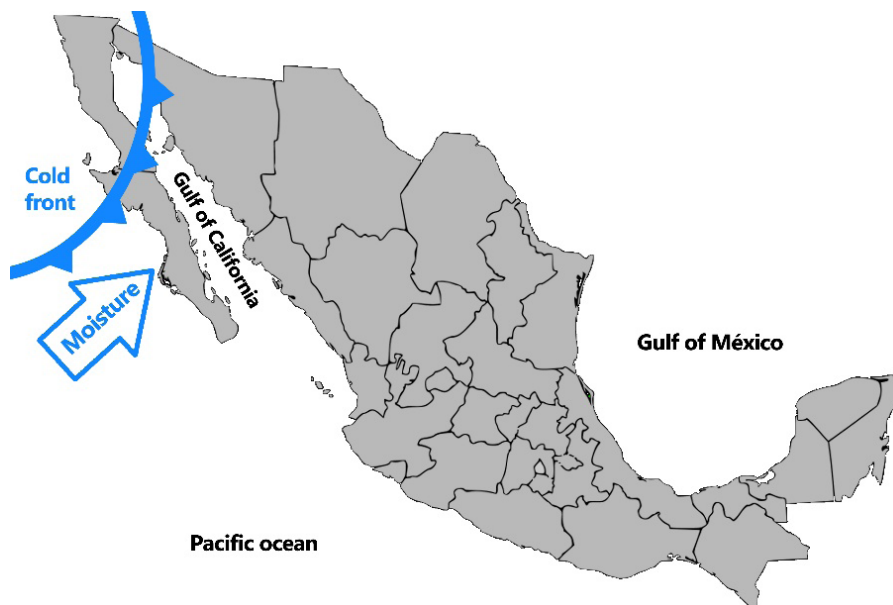 Cold
front
Gulf of California
Moisture
Gulf of México
Pacific ocean